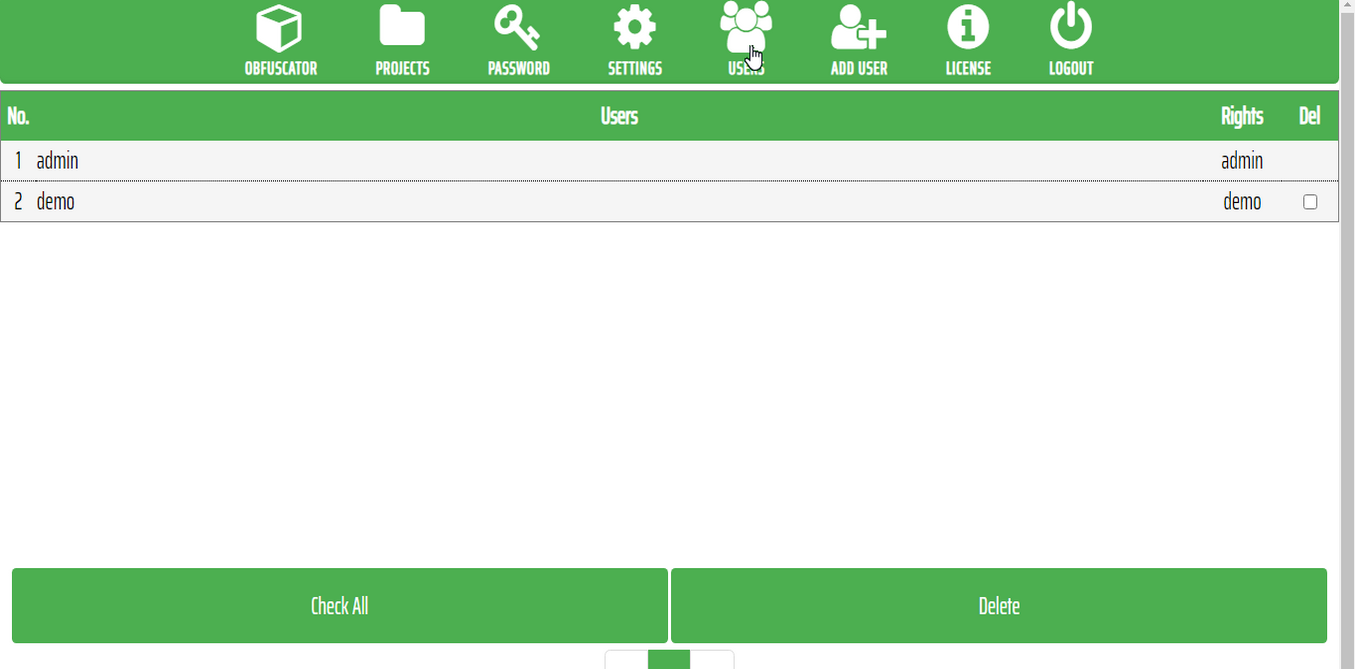 OBFUSCATOR PROJECTS PASSWORD SETTINGS USERS ADD USER LICENSE LOGOUT
No. Users Rights Del
1 admin admin
2 demo demo
Check All Delete